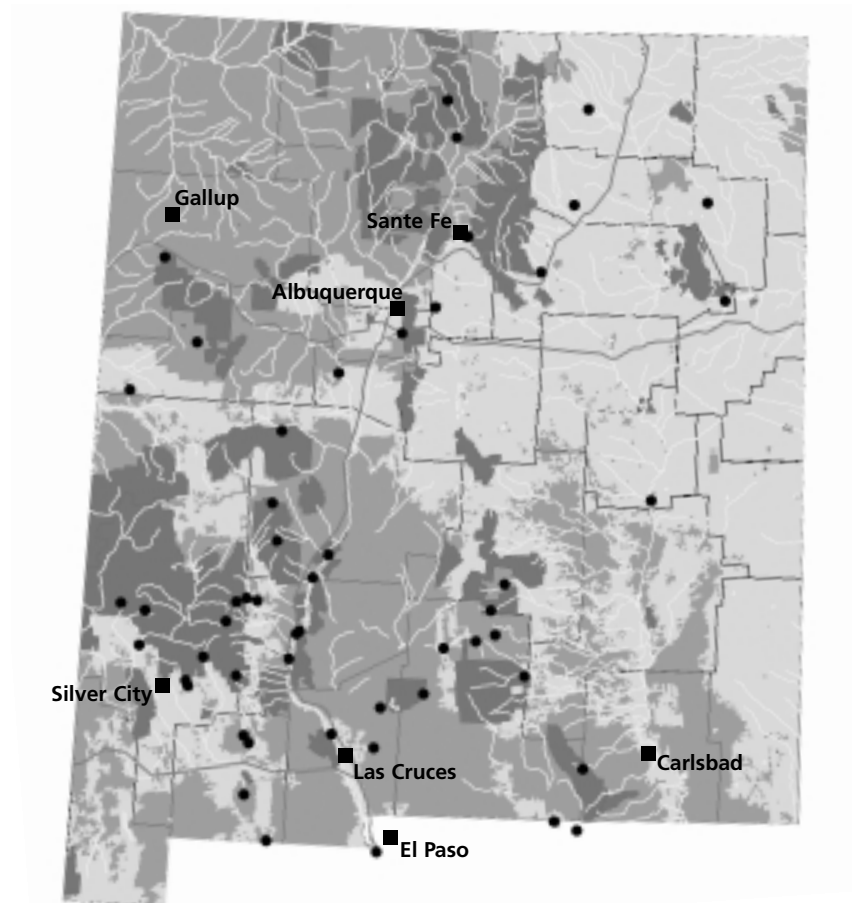 Gallup
Sante Fe
Albuquerque
Silver City
Las Cruces
Carlsbad
El Paso